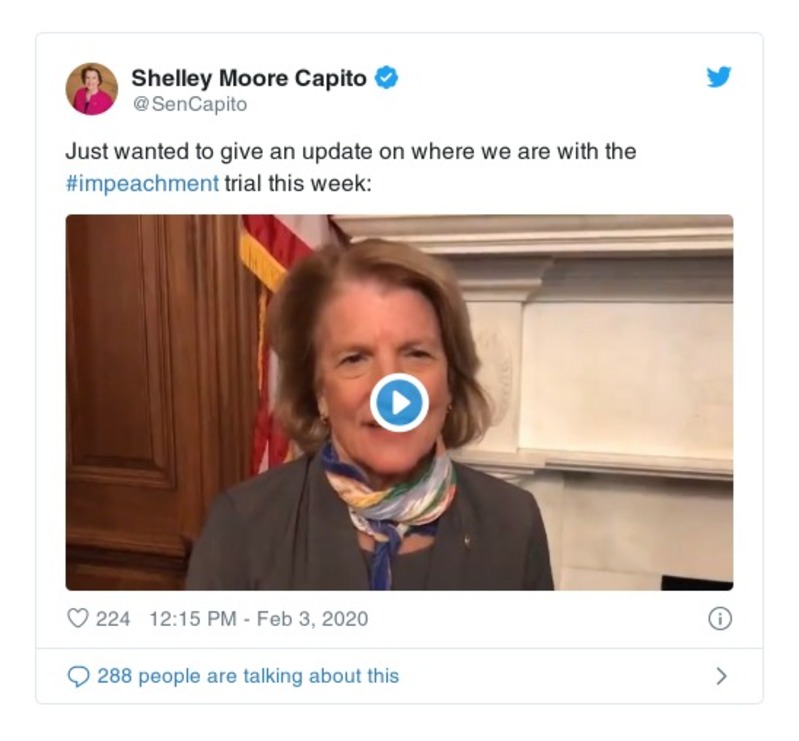 Shelley Moore Capito
@SenCapito
Just wanted to give an update on where we are with the
#impeachment trial this week:
224 12:15 PM - Feb 3, 2020
288 people are talking about this